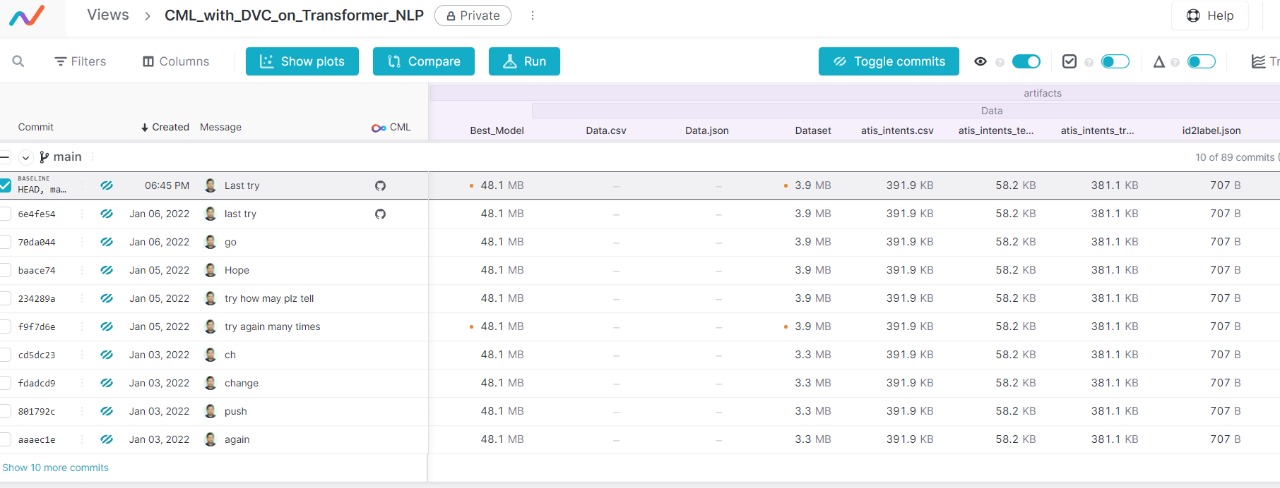 Views > CML_with_DVC_on_Transformer_NLP Private Help
Filters Columns Show plots Compare Run Toggle commits Tr
artifacts
Data
Commit Created Message CML Best_Model Data.csv Data.json Dataset atis_intents.csv atis_intents_te... atis_intents_tr... id2label.json
main 10 of 89 commits (
BASELINE
HEAD, ma... 06:45 PM Last try 48.1 MB – – 3.9 MB 391.9 KB 58.2 KB 381.1 KB 707 B
6e4fe54 Jan 06, 2022 last try 48.1 MB – – 3.9 MB 391.9 KB 58.2 KB 381.1 KB 707 B
70da044 Jan 06, 2022 go 48.1 MB – – 3.9 MB 391.9 KB 58.2 KB 381.1 KB 707 B
baace74 Jan 05, 2022 Hope 48.1 MB – – 3.9 MB 391.9 KB 58.2 KB 381.1 KB 707 B
234289a Jan 05, 2022 try how may plz tell 48.1 MB – – 3.9 MB 391.9 KB 58.2 KB 381.1 KB 707 B
f9f7d6e Jan 05, 2022 try again many times 48.1 MB – – 3.9 MB 391.9 KB 58.2 KB 381.1 KB 707 B
cd5dc23 Jan 03, 2022 ch 48.1 MB – – 3.3 MB 391.9 KB 58.2 KB 381.1 KB 707 B
fdadcd9 Jan 03, 2022 change 48.1 MB – – 3.3 MB 391.9 KB 58.2 KB 381.1 KB 707 B
801792c Jan 03, 2022 push 48.1 MB – – 3.3 MB 391.9 KB 58.2 KB 381.1 KB 707 B
aaaec1e Jan 03, 2022 again 48.1 MB – – 3.3 MB 391.9 KB 58.2 KB 381.1 KB 707 B
Show 10 more commits